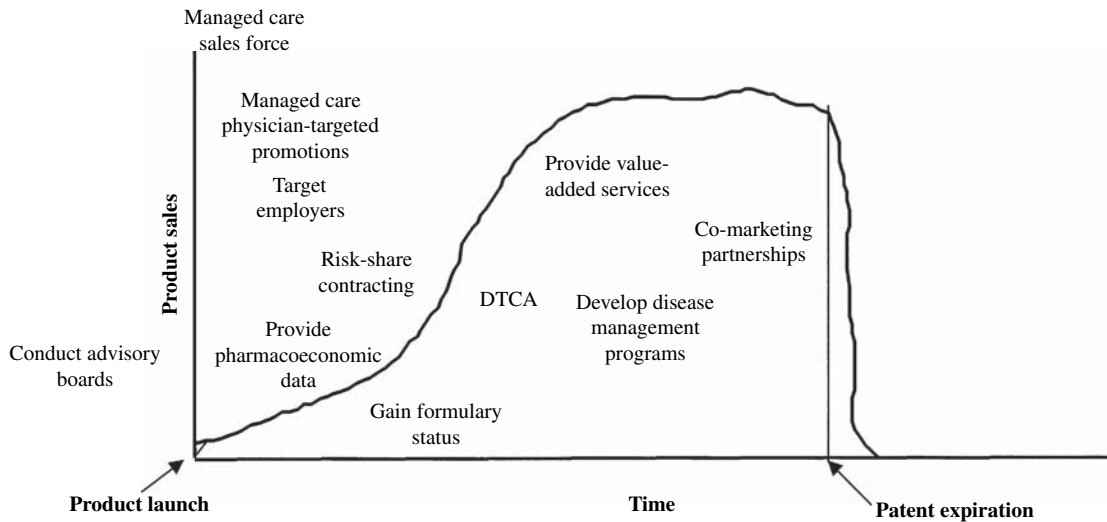 Managed care
sales force
Managed care
physician-targeted
promotions
Target
employers
Provide value-
added services
Co-marketing
partnerships
Product sales
Risk-share
contracting
DTCA
Develop disease
management
programs
Conduct advisory
boards
Provide
pharmacoeconomic
data
Gain formulary
status
Product launch
Time
Patent expiration